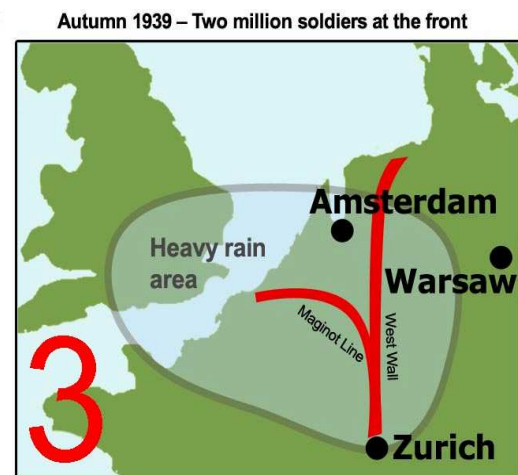 Autumn 1939 – Two million soldiers at the front
Amsterdam
Heavy rain
area
Warsaw
Maginot Line
West Wall
3
Zurich